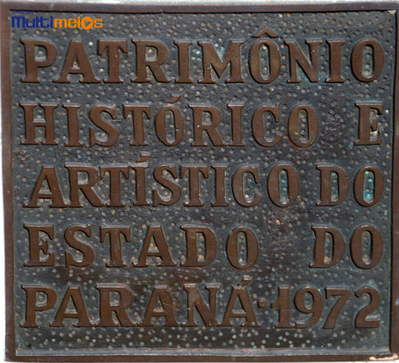 Multimeios
PATRIMÔNIO
HISTÓRICO E
ARTÍSTICO DO
ESTADO DO
PARANÁ·1972